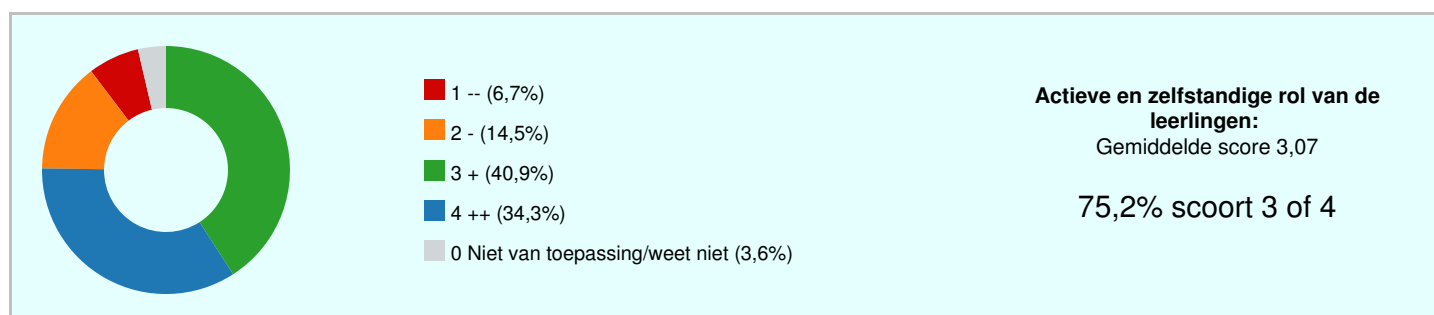 1 -- (6,7%)
2 - (14,5%)
3 + (40,9%)
4 ++ (34,3%)
0 Niet van toepassing/weet niet (3,6%)
Actieve en zelfstandige rol van de
leerlingen:
Gemiddelde score 3,07
75,2% scoort 3 of 4